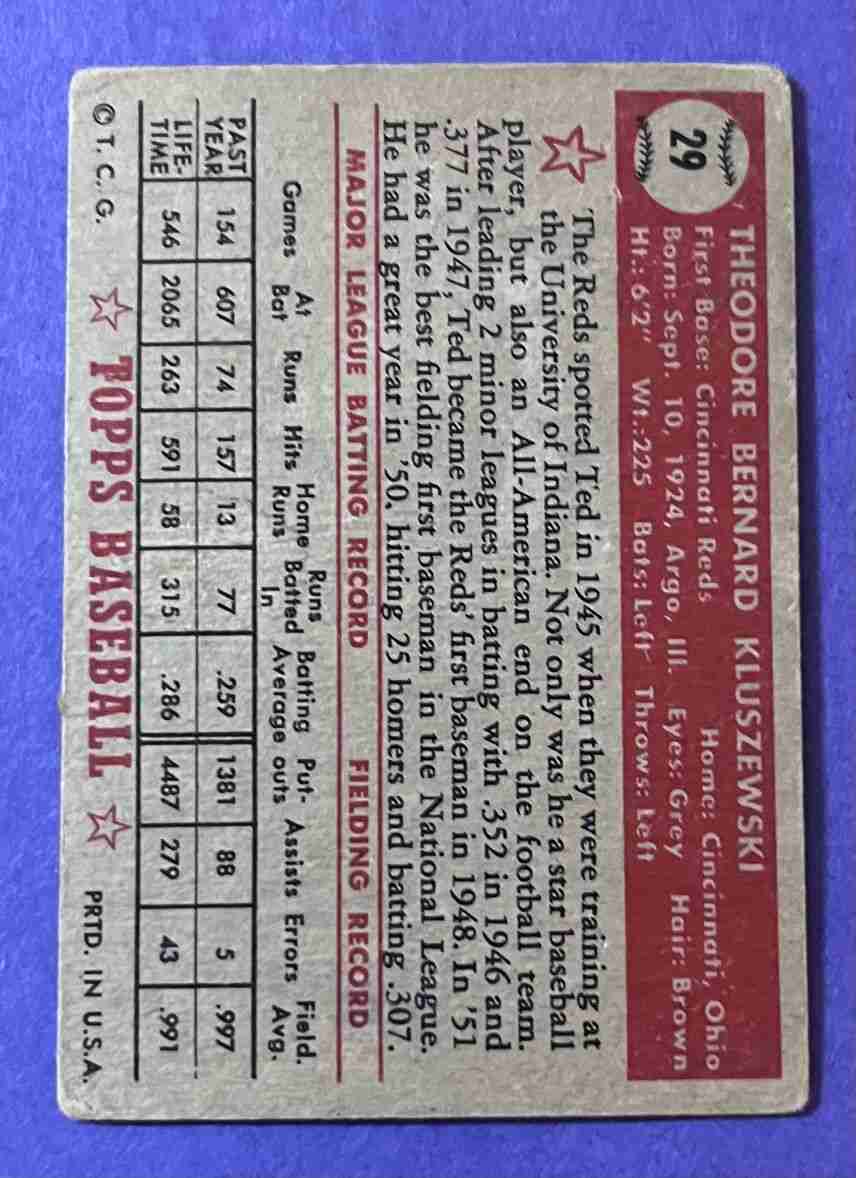 29
THEODORE BERNARD KLUSZEWSKI
First Base: Cincinnati Reds Home: Cincinnati, Ohio
Born: Sept. 10, 1924, Argo, Ill. Eyes: Grey Hair: Brown
Ht.: 6'2" Wt.: 225 Bats: Left Throws: Left
The Reds spotted Ted in 1945 when they were training at
the University of Indiana. Not only was he a star baseball
player, but also an All-American end on the football team.
After leading 2 minor leagues in batting with .352 in 1946 and
.377 in 1947, Ted became the Reds' first baseman in 1948. In '51
he was the best fielding first baseman in the National League.
He had a great year in '50, hitting 25 homers and batting .307.
MAJOR LEAGUE BATTING RECORD FIELDING RECORD
Games At Bat Runs Hits Home Runs Runs Batted In Batting Average Put-outs Assists Errors Field. Avg.
PAST YEAR 154 607 74 157 13 77 .259 1381 88 5 .997
LIFE-TIME 546 2065 263 591 58 315 .286 4487 279 43 .991
© T. C. G. TOPPS BASEBALL PRTD. IN U.S.A.